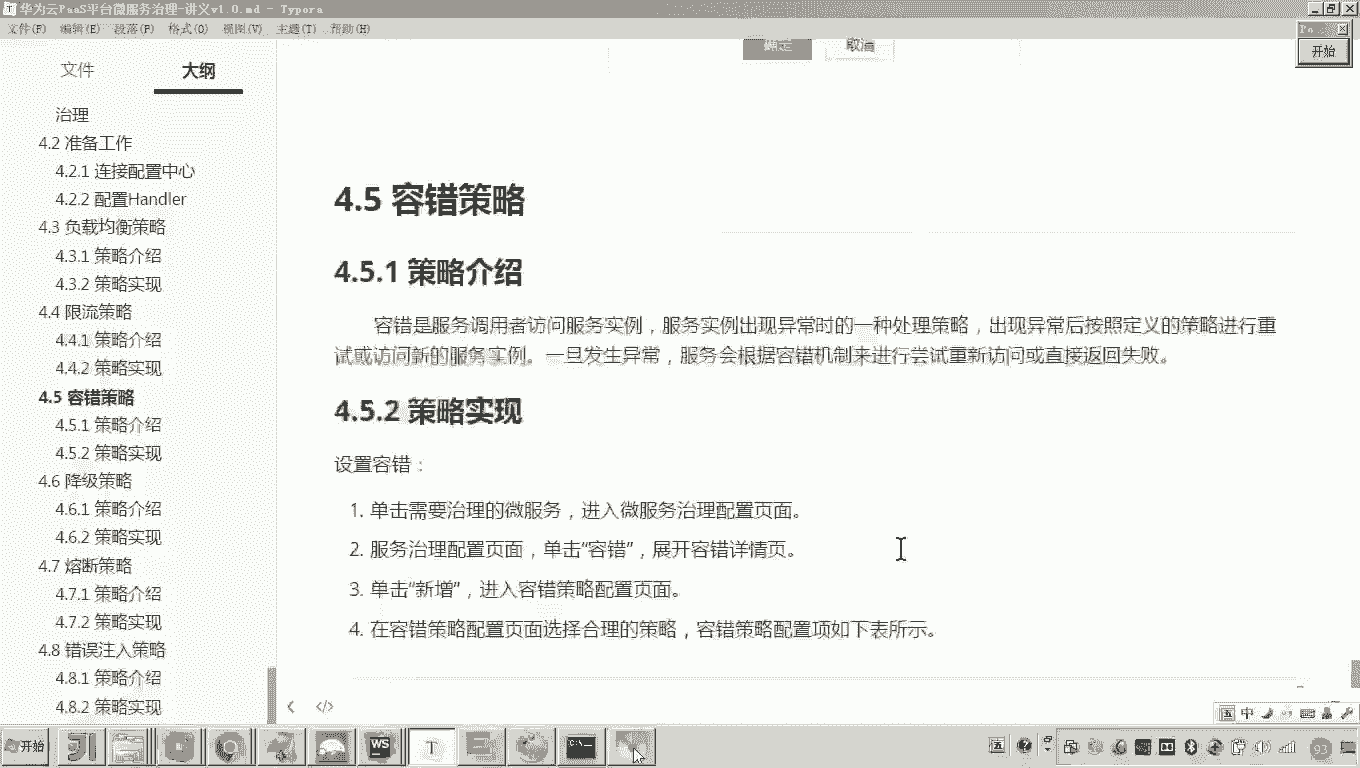 华为云PaaS平台微服务治理-讲义v1.0.md - Typora
文件(F) 编辑(E) 段落(P) 格式(O) 视图(V) 主题(T) 帮助(H)
开始
文件 大纲
确定 取消
治理
4.2 准备工作
4.2.1 连接配置中心
4.2.2 配置Handler
4.3 负载均衡策略
4.3.1 策略介绍
4.3.2 策略实现
4.4 限流策略
4.4.1 策略介绍
4.4.2 策略实现
4.5 容错策略
4.5.1 策略介绍
4.5.2 策略实现
4.6 降级策略
4.6.1 策略介绍
4.6.2 策略实现
4.7 熔断策略
4.7.1 策略介绍
4.7.2 策略实现
4.8 错误注入策略
4.8.1 策略介绍
4.8.2 策略实现
4.5 容错策略
4.5.1 策略介绍
容错是服务调用者访问服务实例，服务实例出现异常时的一种处理策略，出现异常后按照定义的策略进行重
试或访问新的服务实例。一旦发生异常，服务会根据容错机制来进行尝试重新访问或直接返回失败。
4.5.2 策略实现
设置容错：
1. 单击需要治理的微服务，进入微服务治理配置页面。
2. 服务治理配置页面，单击“容错”，展开容错详情页。
3. 单击“新增”，进入容错策略配置页面。
4. 在容错策略配置页面选择合理的策略，容错策略配置项如下表所示。
</>
中
开始
WS
T
93